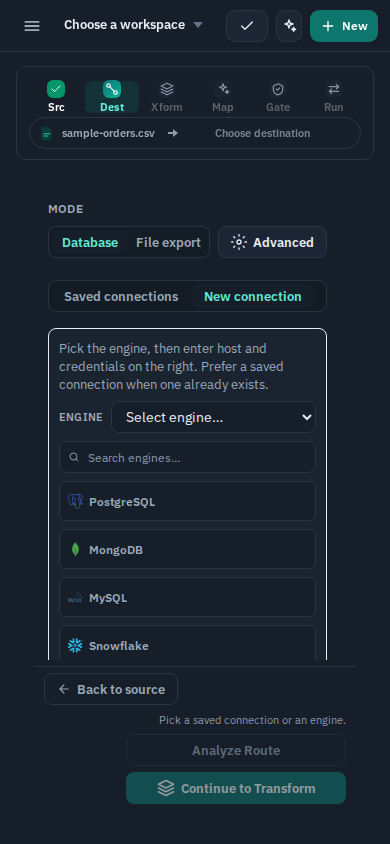 Choose a workspace
New
Src
Dest
Xform
Map
Gate
Run
sample-orders.csv
Choose destination
MODE
Database
File export
Advanced
Saved connections
New connection
Pick the engine, then enter host and
credentials on the right. Prefer a saved
connection when one already exists.
ENGINE
Select engine...
Search engines...
PostgreSQL
MongoDB
MySQL
Snowflake
Back to source
Pick a saved connection or an engine.
Analyze Route
Continue to Transform